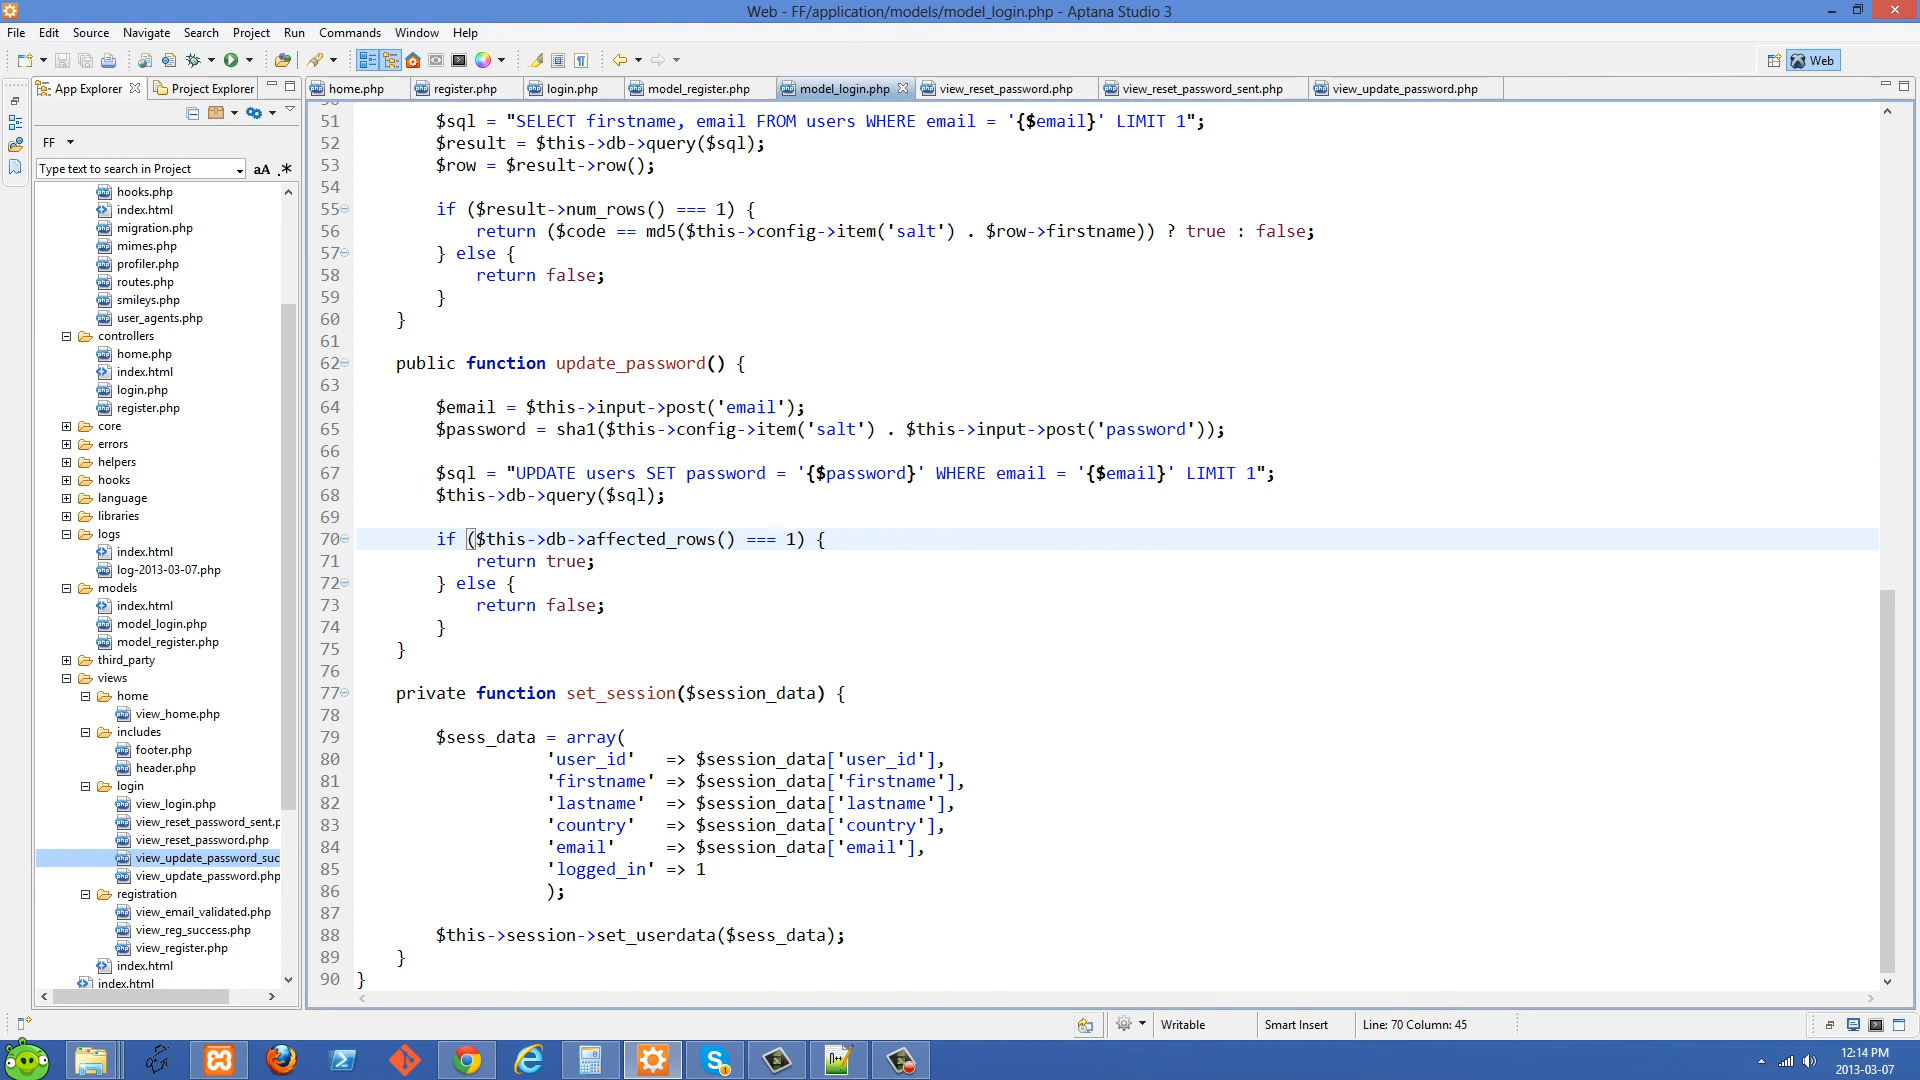 Web - FF/application/models/model_login.php - Aptana Studio 3
File Edit Source Navigate Search Project Run Commands Window Help
Web
App Explorer Project Explorer
home.php register.php login.php model_register.php model_login.php view_reset_password.php view_reset_password_sent.php view_update_password.php
FF
Type text to search in Project aA .*
hooks.php
index.html
migration.php
mimes.php
profiler.php
routes.php
smileys.php
user_agents.php
controllers
home.php
index.html
login.php
register.php
core
errors
helpers
hooks
language
libraries
logs
index.html
log-2013-03-07.php
models
index.html
model_login.php
model_register.php
third_party
views
home
view_home.php
includes
footer.php
header.php
login
view_login.php
view_reset_password_sent.p
view_reset_password.php
view_update_password_suc
view_update_password.php
registration
view_email_validated.php
view_reg_success.php
view_register.php
index.html
index.html
51 $sql = "SELECT firstname, email FROM users WHERE email = '{$email}' LIMIT 1";
52 $result = $this->db->query($sql);
53 $row = $result->row();
54
55 if ($result->num_rows() === 1) {
56 return ($code == md5($this->config->item('salt') . $row->firstname)) ? true : false;
57 } else {
58 return false;
59 }
60 }
61
62 public function update_password() {
63
64 $email = $this->input->post('email');
65 $password = sha1($this->config->item('salt') . $this->input->post('password'));
66
67 $sql = "UPDATE users SET password = '{$password}' WHERE email = '{$email}' LIMIT 1";
68 $this->db->query($sql);
69
70 if ($this->db->affected_rows() === 1) {
71 return true;
72 } else {
73 return false;
74 }
75 }
76
77 private function set_session($session_data) {
78
79 $sess_data = array(
80 'user_id' => $session_data['user_id'],
81 'firstname' => $session_data['firstname'],
82 'lastname' => $session_data['lastname'],
83 'country' => $session_data['country'],
84 'email' => $session_data['email'],
85 'logged_in' => 1
86 );
87
88 $this->session->set_userdata($sess_data);
89 }
90 }
Writable Smart Insert Line: 70 Column: 45
12:14 PM
2013-03-07